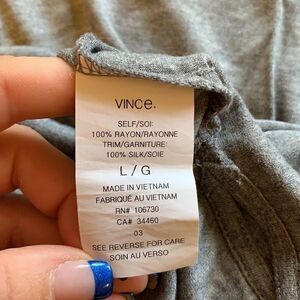 VINCE.
SELF/SOI:
100% RAYON/RAYONNE
TRIM/GARNITURE:
100% SILK/SOIE
L / G
MADE IN VIETNAM
FABRIQUÉ AU VIETNAM
RN# 106730
CA# 34460
03
SEE REVERSE FOR CARE
SOIN AU VERSO